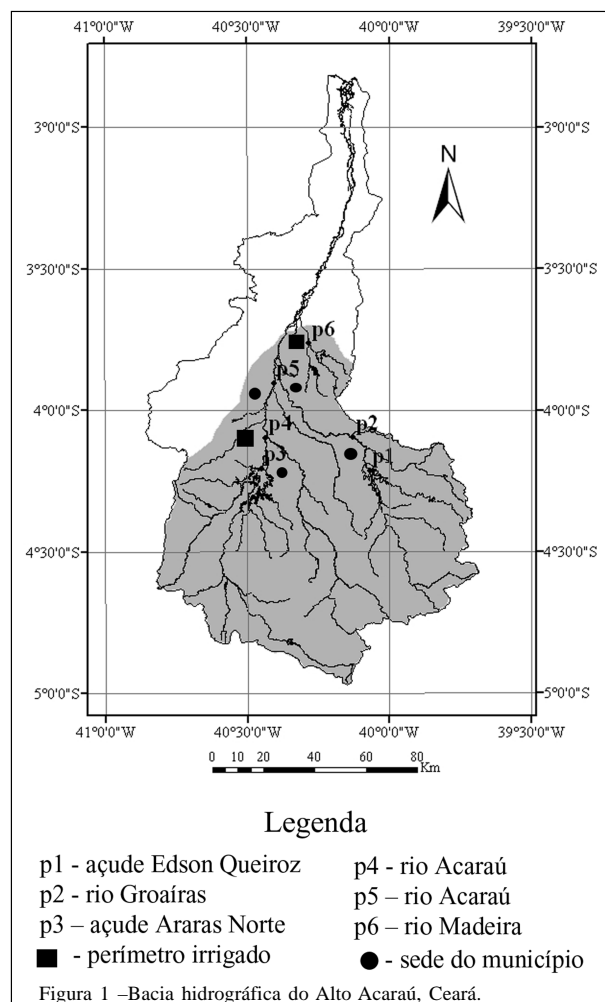 41°0'0"W 40°30'0"W 40°0'0"W 39°30'0"W
N
3°0'0"S 3°0'0"S
3°30'0"S 3°30'0"S
p6
p5
4°0'0"S 4°0'0"S
p4 p2
p3 p1
4°30'0"S 4°30'0"S
5°0'0"S 5°0'0"S
41°0'0"W 40°30'0"W 40°0'0"W 39°30'0"W
0 10 20 40 60 80
Km
Legenda
p1 - açude Edson Queiroz p4 - rio Acaraú
p2 - rio Groaíras p5 – rio Acaraú
p3 – açude Araras Norte p6 – rio Madeira
- perímetro irrigado - sede do município
Figura 1 –Bacia hidrográfica do Alto Acaraú, Ceará.